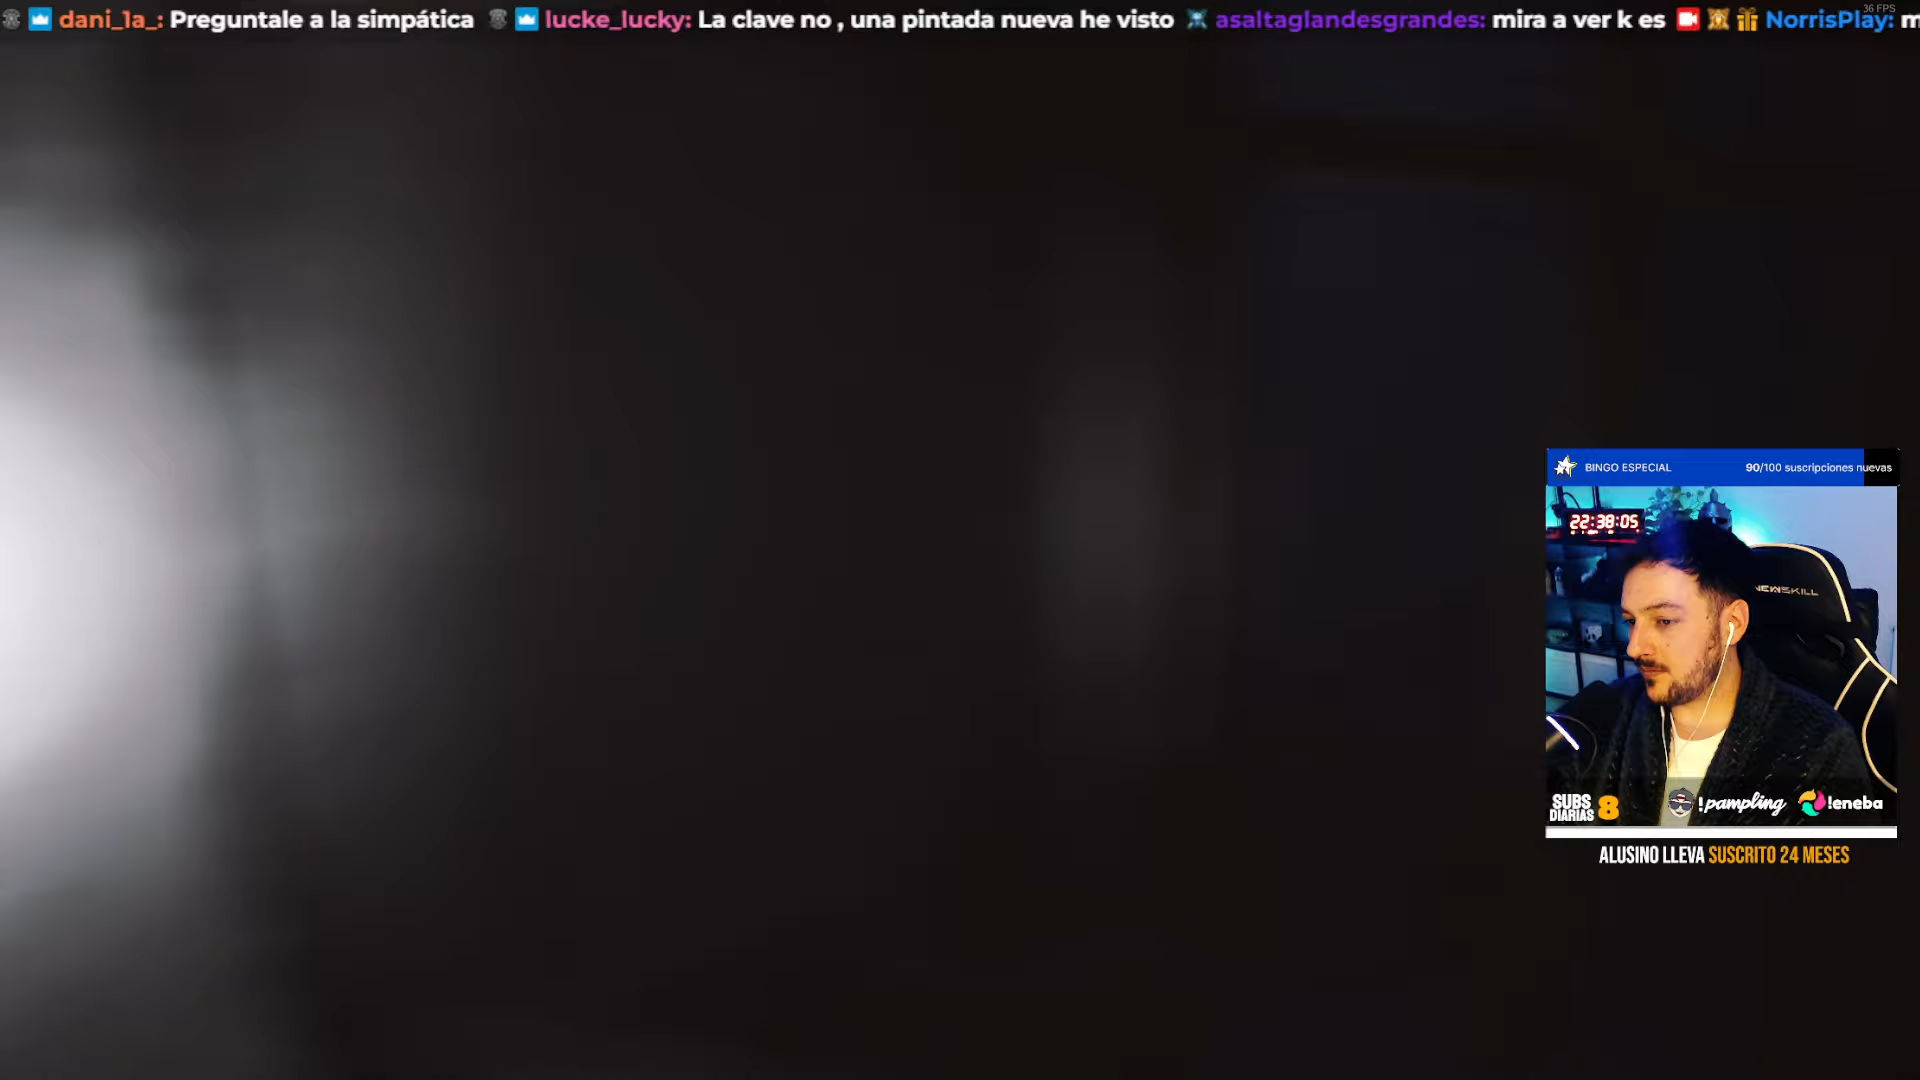 36 FPS
dani_1a_: Preguntale a la simpática lucke_lucky: La clave no , una pintada nueva he visto asaltaglandesgrandes: mira a ver k es NorrisPlay: m
BINGO ESPECIAL 90/100 suscripciones nuevas
22:38:05
NEWSKILL
SUBS DIARIAS 8 !pampling !eneba
ALUSINO LLEVA SUSCRITO 24 MESES